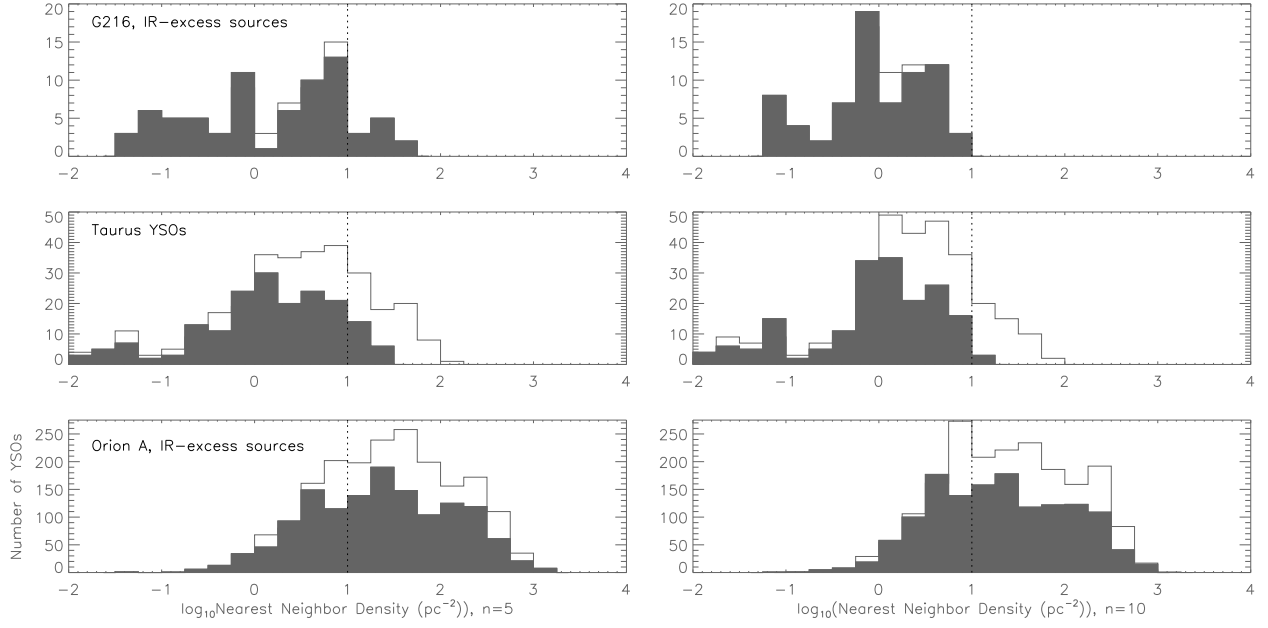 G216, IR-excess sources
20
15
10
5
0
-2 -1 0 1 2 3 4
20
15
10
5
0
-2 -1 0 1 2 3 4
Taurus YSOs
50
40
30
20
10
0
-2 -1 0 1 2 3 4
50
40
30
20
10
0
-2 -1 0 1 2 3 4
Orion A, IR-excess sources
Number of YSOs
250
200
150
100
50
0
-2 -1 0 1 2 3 4
log₁₀Nearest Neighbor Density (pc⁻²)), n=5
250
200
150
100
50
0
-2 -1 0 1 2 3 4
log₁₀(Nearest Neighbor Density (pc⁻²)), n=10